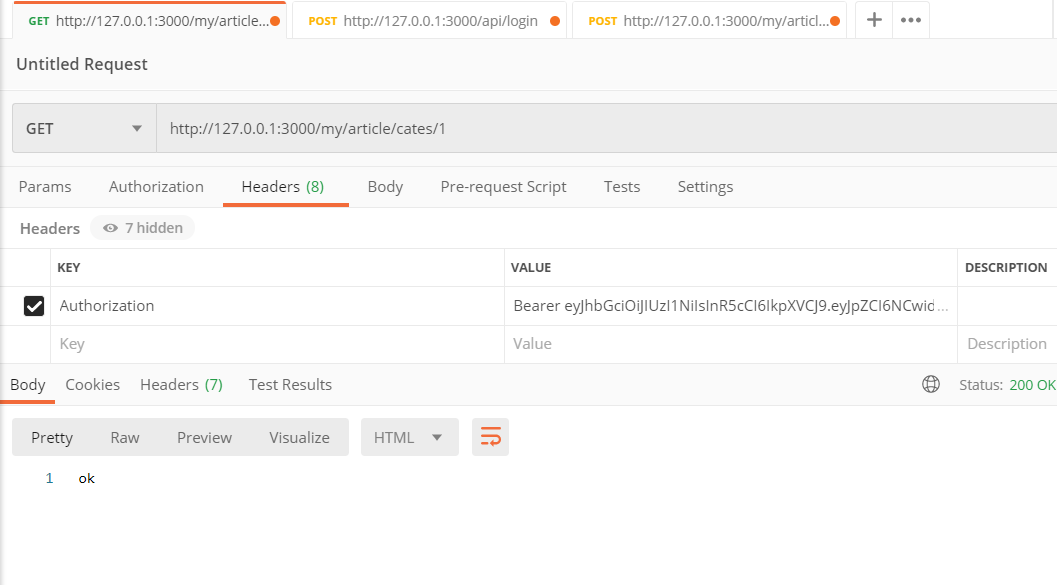 GET http://127.0.0.1:3000/my/article... POST http://127.0.0.1:3000/api/login POST http://127.0.0.1:3000/my/articl... + •••
Untitled Request
GET http://127.0.0.1:3000/my/article/cates/1
Params Authorization Headers (8) Body Pre-request Script Tests Settings
Headers 7 hidden
KEY VALUE DESCRIPTION
Authorization Bearer eyJhbGciOiJIUzI1NiIsInR5cCI6IkpXVCJ9.eyJpZCI6NCwid...
Key Value Description
Body Cookies Headers (7) Test Results Status: 200 OK
Pretty Raw Preview Visualize HTML
1 ok